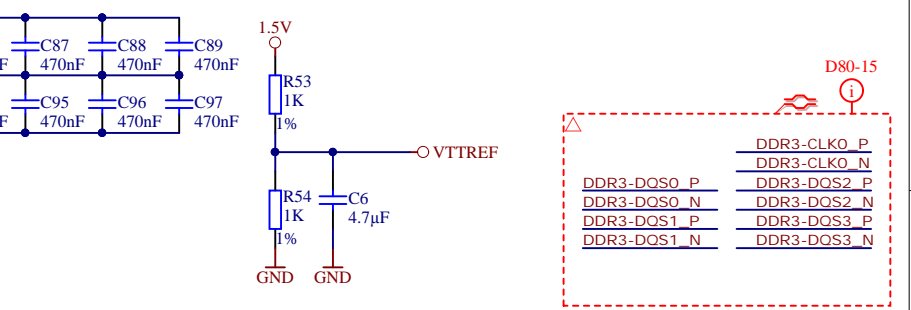 C87
470nF
C88
470nF
C89
470nF
F
C95
470nF
C96
470nF
C97
470nF
F
1.5V
R53
1K
1%
VTTREF
R54
1K
1%
C6
4.7µF
GND
GND
D80-15
i
DDR3-CLK0_P
DDR3-CLK0_N
DDR3-DQS0_P
DDR3-DQS2_P
DDR3-DQS0_N
DDR3-DQS2_N
DDR3-DQS1_P
DDR3-DQS3_P
DDR3-DQS1_N
DDR3-DQS3_N